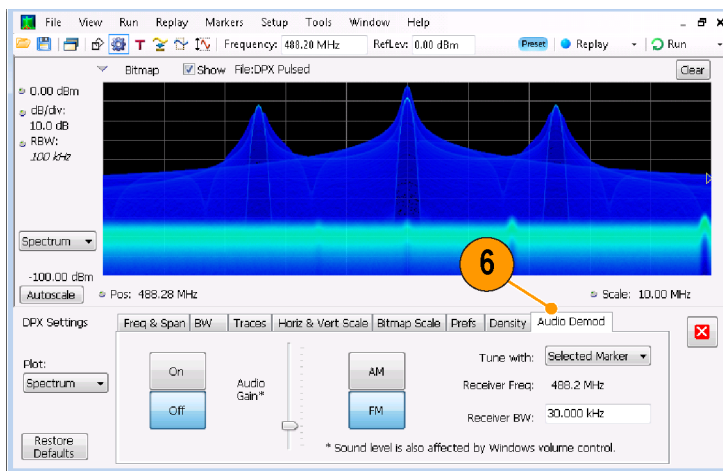 File View Run Replay Markers Setup Tools Window Help
T Frequency: 488.20 MHz RefLev: 0.00 dBm Preset Replay Run
Bitmap Show File:DPX Pulsed Clear
0.00 dBm
dB/div:
10.0 dB
RBW:
100 kHz
Spectrum
-100.00 dBm
Autoscale Pos: 488.28 MHz Scale: 10.00 MHz
6
DPX Settings Freq & Span BW Traces Horiz & Vert Scale Bitmap Scale Prefs Density Audio Demod
Plot:
Spectrum
On
Off
Audio
Gain*
AM
FM
Tune with: Selected Marker
Receiver Freq: 488.2 MHz
Receiver BW: 30.000 kHz
* Sound level is also affected by Windows volume control.
Restore
Defaults